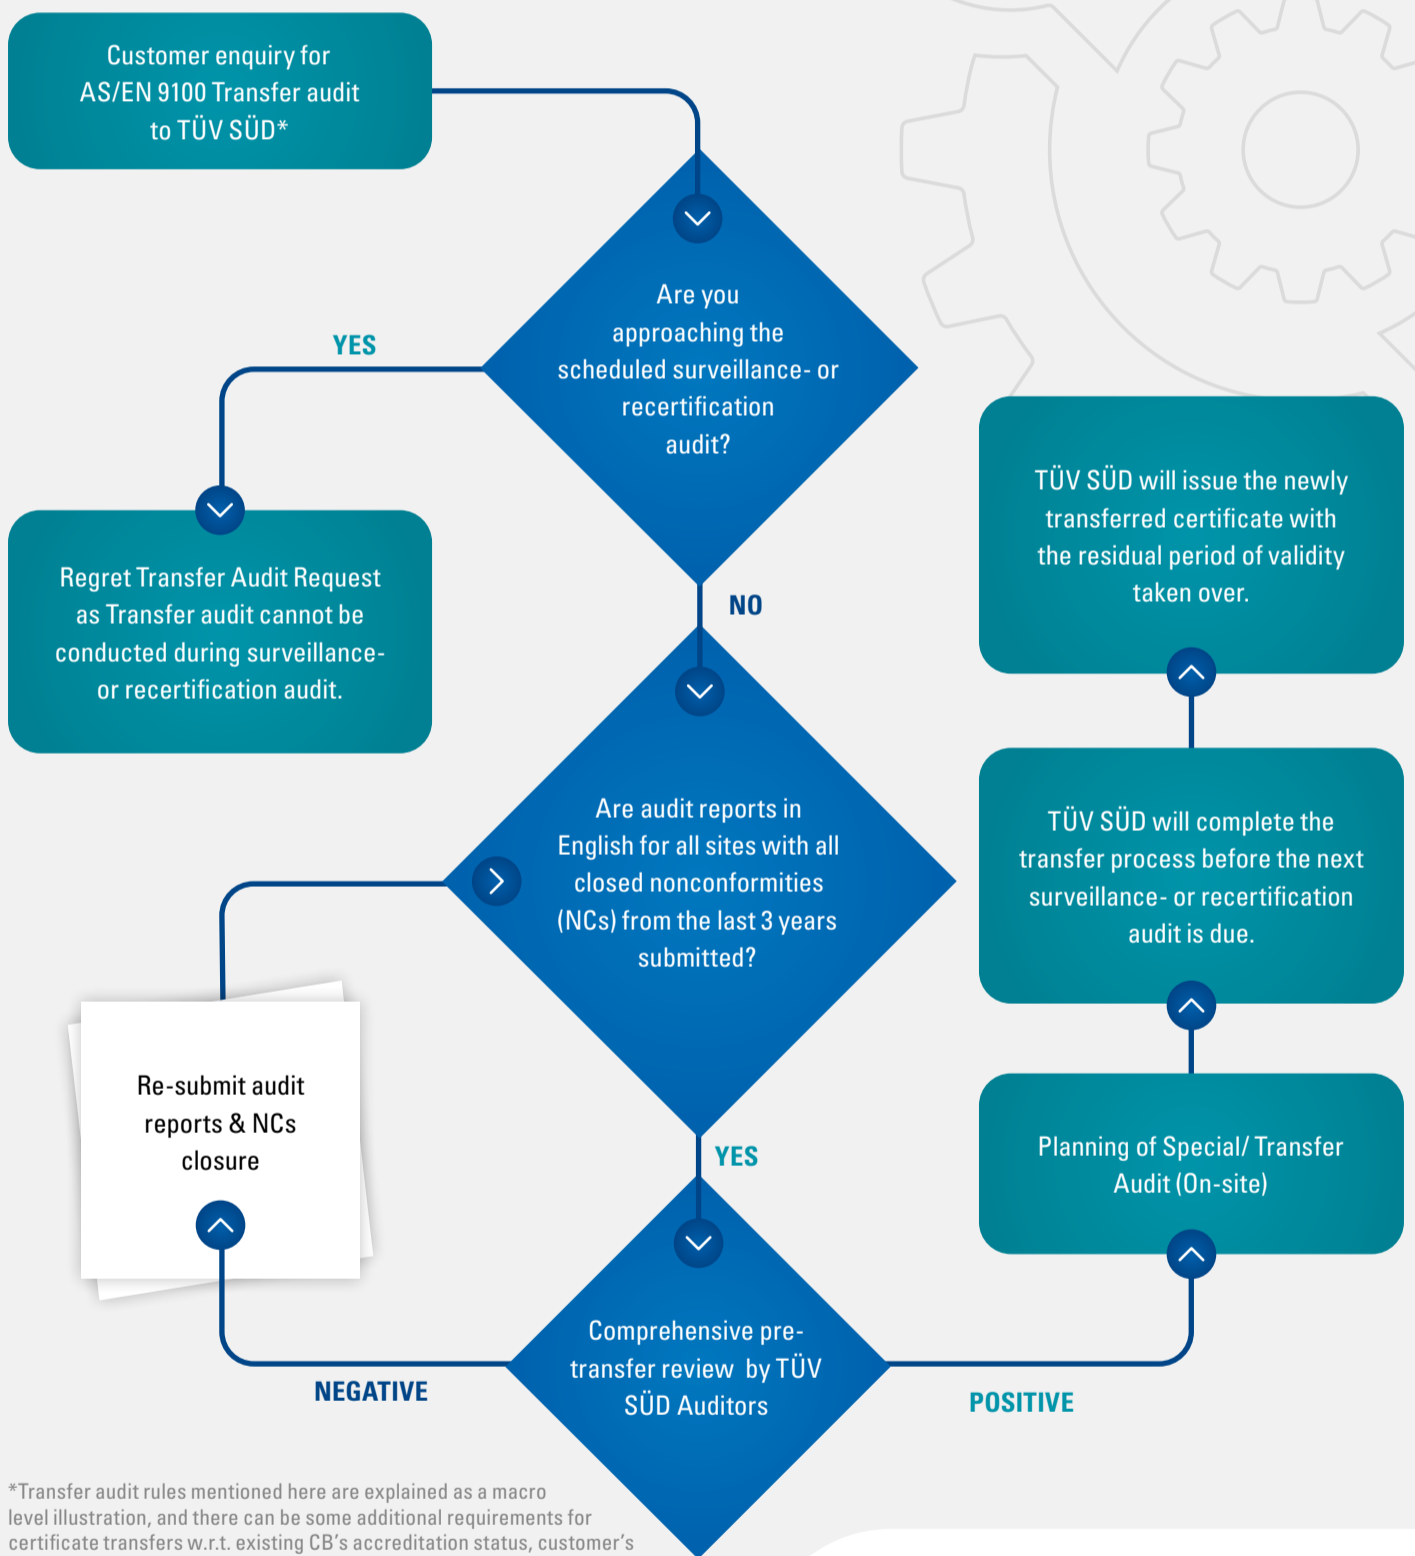 Customer enquiry for
AS/EN 9100 Transfer audit
to TÜV SÜD*
Are you
approaching the
scheduled surveillance- or
recertification
audit?
YES
Regret Transfer Audit Request
as Transfer audit cannot be
conducted during surveillance-
or recertification audit.
NO
Are audit reports in
English for all sites with all
closed nonconformities
(NCs) from the last 3 years
submitted?
Re-submit audit
reports & NCs
closure
YES
Comprehensive pre-
transfer review by TÜV
SÜD Auditors
NEGATIVE
POSITIVE
Planning of Special/ Transfer
Audit (On-site)
TÜV SÜD will complete the
transfer process before the next
surveillance- or recertification
audit is due.
TÜV SÜD will issue the newly
transferred certificate with
the residual period of validity
taken over.
*Transfer audit rules mentioned here are explained as a macro
level illustration, and there can be some additional requirements for
certificate transfers w.r.t. existing CB's accreditation status, customer's